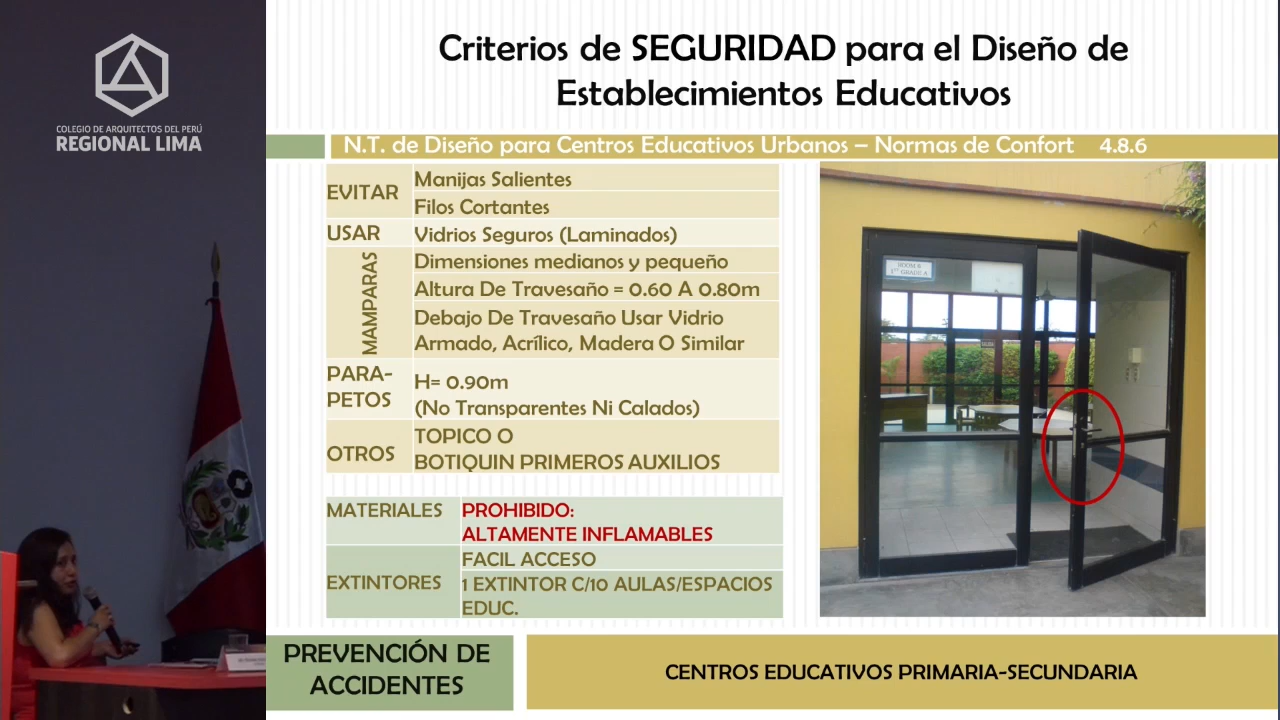 COLEGIO DE ARQUITECTOS DEL PERÚ
REGIONAL LIMA
Criterios de SEGURIDAD para el Diseño de
Establecimientos Educativos
N.T. de Diseño para Centros Educativos Urbanos – Normas de Confort 4.8.6
EVITAR
Manijas Salientes
Filos Cortantes
USAR
Vidrios Seguros (Laminados)
MAMPARAS
Dimensiones medianos y pequeño
Altura De Travesaño = 0.60 A 0.80m
Debajo De Travesaño Usar Vidrio
Armado, Acrílico, Madera O Similar
PARA-
PETOS
H= 0.90m
(No Transparentes Ni Calados)
OTROS
TOPICO O
BOTIQUIN PRIMEROS AUXILIOS
MATERIALES
PROHIBIDO:
ALTAMENTE INFLAMABLES
EXTINTORES
FACIL ACCESO
1 EXTINTOR C/10 AULAS/ESPACIOS
EDUC.
ROOM 8
1ST GRADE A
SALIDA
PREVENCIÓN DE
ACCIDENTES
CENTROS EDUCATIVOS PRIMARIA-SECUNDARIA